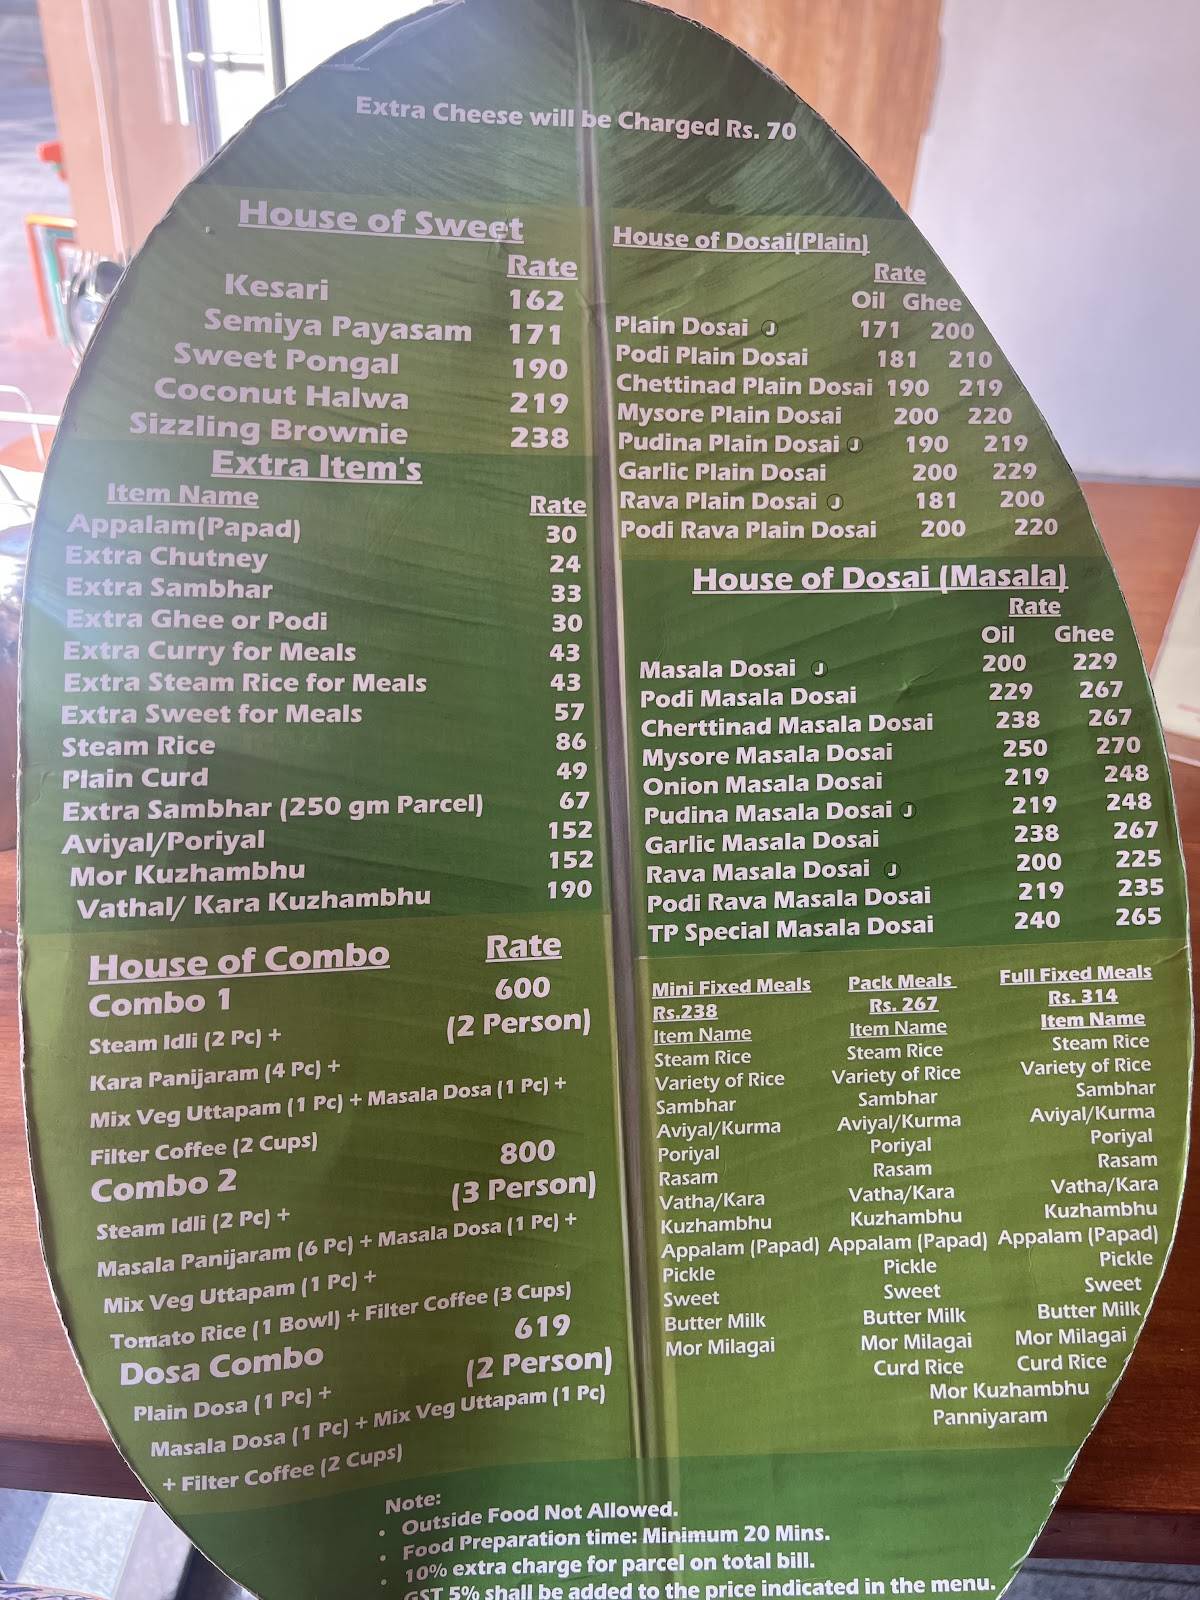 Extra Cheese will be Charged Rs. 70
House of Sweet
Rate
Kesari 162
Semiya Payasam 171
Sweet Pongal 190
Coconut Halwa 219
Sizzling Brownie 238
Extra Item's
Item Name Rate
Appalam(Papad) 30
Extra Chutney 24
Extra Sambhar 33
Extra Ghee or Podi 30
Extra Curry for Meals 43
Extra Steam Rice for Meals 43
Extra Sweet for Meals 57
Steam Rice 86
Plain Curd 49
Extra Sambhar (250 gm Parcel) 67
Aviyal/Poriyal 152
Mor Kuzhambhu 152
Vathal/ Kara Kuzhambhu 190
House of Combo Rate
Combo 1 600
(2 Person)
Steam Idli (2 Pc) +
Kara Panijaram (4 Pc) +
Mix Veg Uttapam (1 Pc) + Masala Dosa (1 Pc) +
Filter Coffee (2 Cups)
Combo 2 800
(3 Person)
Steam Idli (2 Pc) +
Masala Panijaram (6 Pc) + Masala Dosa (1 Pc) +
Mix Veg Uttapam (1 Pc) +
Tomato Rice (1 Bowl) + Filter Coffee (3 Cups)
Dosa Combo 619
(2 Person)
Plain Dosa (1 Pc) +
Masala Dosa (1 Pc) + Mix Veg Uttapam (1 Pc)
+ Filter Coffee (2 Cups)
House of Dosai(Plain)
Rate
Oil Ghee
Plain Dosai J 171 200
Podi Plain Dosai 181 210
Chettinad Plain Dosai 190 219
Mysore Plain Dosai 200 220
Pudina Plain Dosai J 190 219
Garlic Plain Dosai 200 229
Rava Plain Dosai J 181 200
Podi Rava Plain Dosai 200 220
House of Dosai (Masala)
Rate
Oil Ghee
Masala Dosai J 200 229
Podi Masala Dosai 229 267
Cherttinad Masala Dosai 238 267
Mysore Masala Dosai 250 270
Onion Masala Dosai 219 248
Pudina Masala Dosai J 219 248
Garlic Masala Dosai 238 267
Rava Masala Dosai J 200 225
Podi Rava Masala Dosai 219 235
TP Special Masala Dosai 240 265
Mini Fixed Meals
Rs.238
Item Name
Steam Rice
Variety of Rice
Sambhar
Aviyal/Kurma
Poriyal
Rasam
Vatha/Kara
Kuzhambhu
Appalam (Papad)
Pickle
Sweet
Butter Milk
Mor Milagai
Pack Meals
Rs. 267
Item Name
Steam Rice
Variety of Rice
Sambhar
Aviyal/Kurma
Poriyal
Rasam
Vatha/Kara
Kuzhambhu
Appalam (Papad)
Pickle
Sweet
Butter Milk
Mor Milagai
Curd Rice
Full Fixed Meals
Rs. 314
Item Name
Steam Rice
Variety of Rice
Sambhar
Aviyal/Kurma
Poriyal
Rasam
Vatha/Kara
Kuzhambhu
Appalam (Papad)
Pickle
Sweet
Butter Milk
Mor Milagai
Curd Rice
Mor Kuzhambhu
Panniyaram
Note:
• Outside Food Not Allowed.
• Food Preparation time: Minimum 20 Mins.
• 10% extra charge for parcel on total bill.
• GST 5% shall be added to the price indicated in the menu.